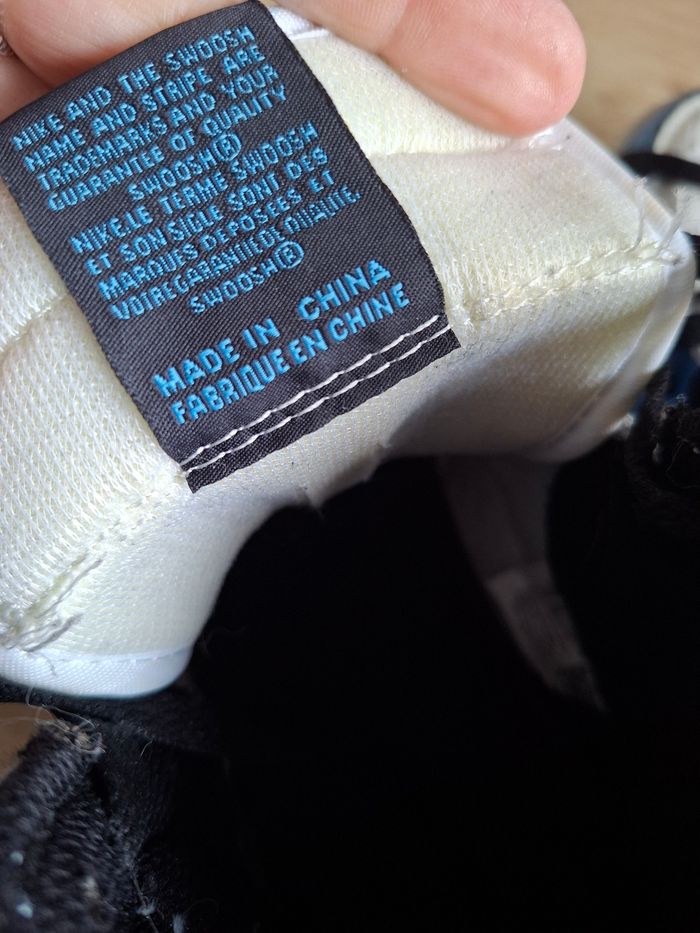 NIKE AND THE SWOOSH
NAME AND STRIPE ARE
TRADEMARKS AND YOUR
GUARANTEE OF QUALITY
SWOOSH®
NIKE.LE TERME SWOOSH
ET SON SIGLE SONT DES
MARQUES DEPOSEES ET
VOTRE GARANTIE DE QUALITE.
SWOOSH®
MADE IN CHINA
FABRIQUE EN CHINE